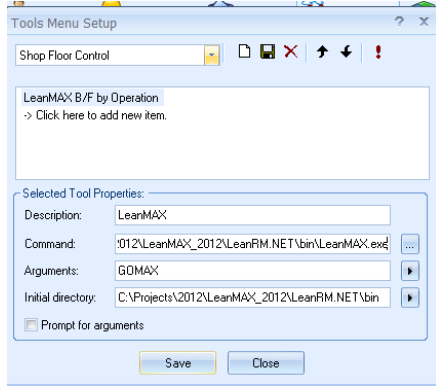 Tools Menu Setup
Shop Floor Control
LeanMAX B/F by Operation
-> Click here to add new item.
Selected Tool Properties:
Description: LeanMAX
Command: 2012\LeanMAX_2012\LeanRM.NET\bin\LeanMAX.exe ...
Arguments: GOMAX
Initial directory: C:\Projects\2012\LeanMAX_2012\LeanRM.NET\bin
Prompt for arguments
Save Close